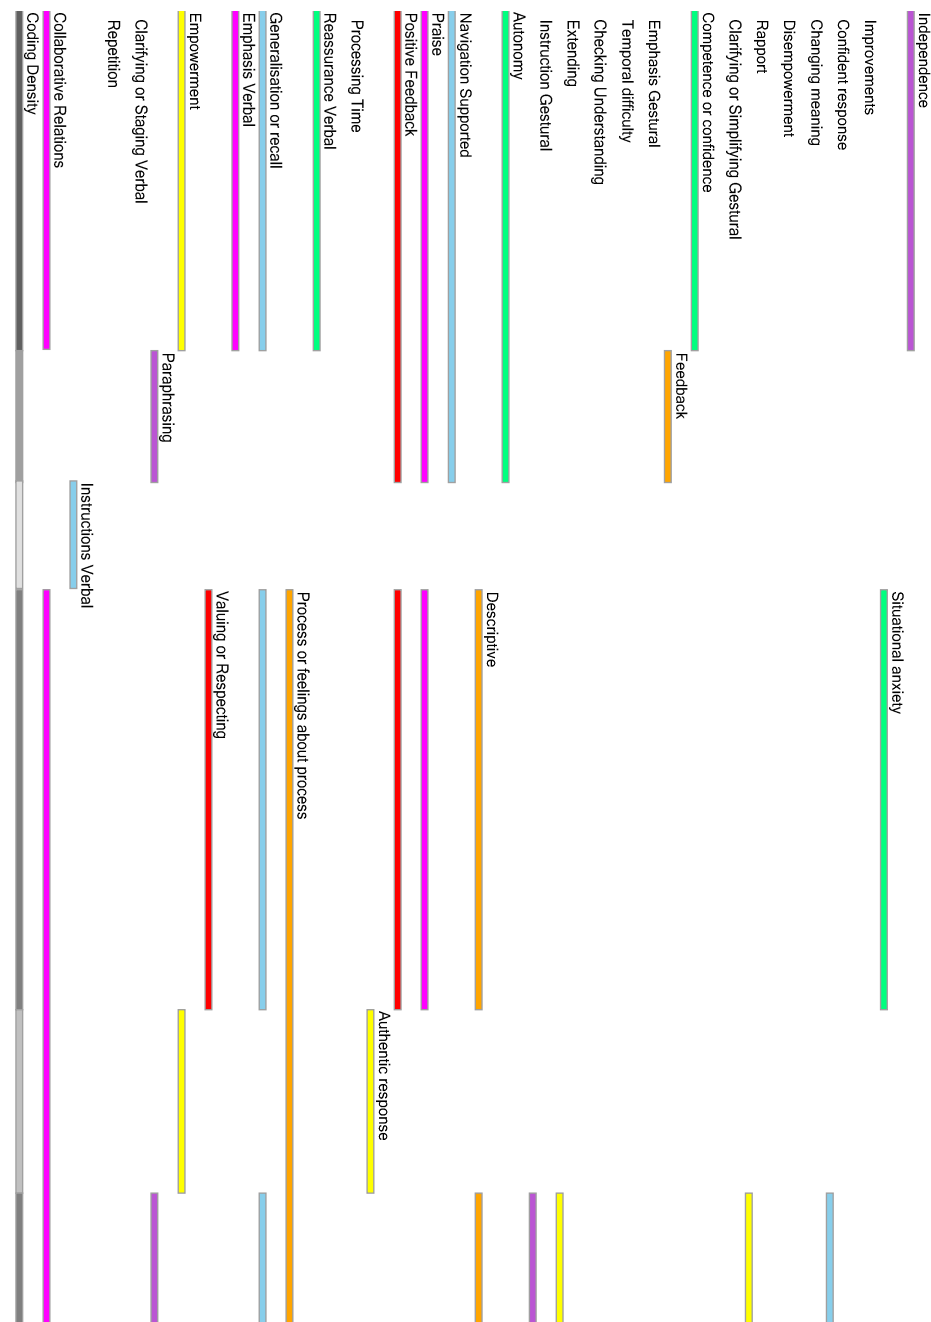 Independence
Situational anxiety
Improvements
Confident response
Changing meaning
Disempowerment
Rapport
Clarifying or Simplifying Gestural
Competence or confidence
Feedback
Emphasis Gestural
Temporal difficulty
Checking Understanding
Extending
Instruction Gestural
Autonomy
Descriptive
Navigation Supported
Praise
Positive Feedback
Authentic response
Processing Time
Reassurance Verbal
Process or feelings about process
Generalisation or recall
Emphasis Verbal
Valuing or Respecting
Empowerment
Paraphrasing
Clarifying or Staging Verbal
Repetition
Instructions Verbal
Collaborative Relations
Coding Density